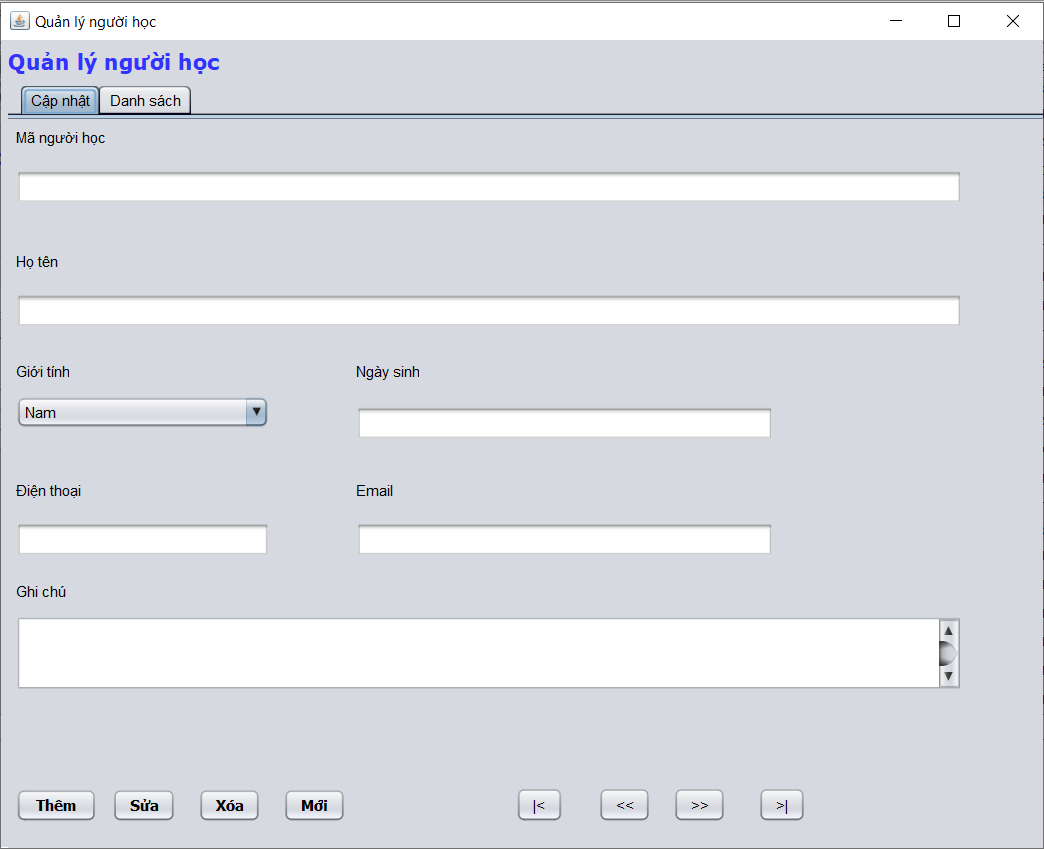 Quản lý người học
Quản lý người học
Cập nhật Danh sách
Mã người học
Họ tên
Giới tính Ngày sinh
Nam
Điện thoại Email
Ghi chú
Thêm Sửa Xóa Mới |< << >> >|